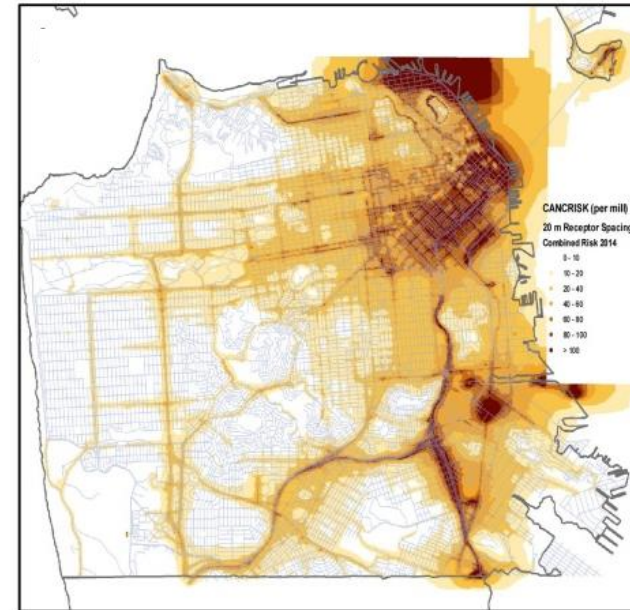 CANCRISK (per mill)
20 m Receptor Spacing
Combined Risk 2014
0 - 10
10 - 20
20 - 40
40 - 60
60 - 80
80 - 100
> 100